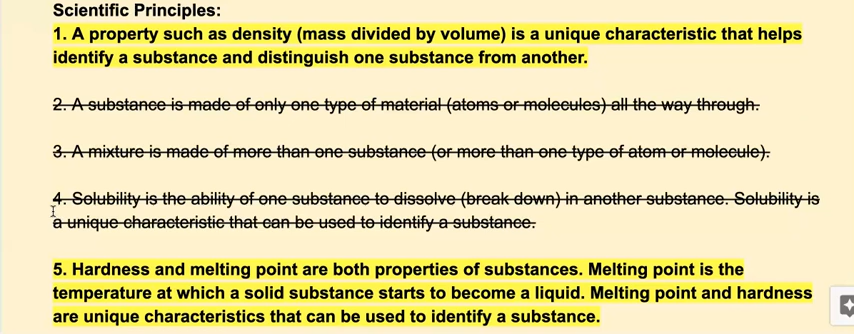 Scientific Principles:
1. A property such as density (mass divided by volume) is a unique characteristic that helps
identify a substance and distinguish one substance from another.
2. A substance is made of only one type of material (atoms or molecules) all the way through.
3. A mixture is made of more than one substance (or more than one type of atom or molecule).
4. Solubility is the ability of one substance to dissolve (break down) in another substance. Solubility is
a unique characteristic that can be used to identify a substance.
5. Hardness and melting point are both properties of substances. Melting point is the
temperature at which a solid substance starts to become a liquid. Melting point and hardness
are unique characteristics that can be used to identify a substance.